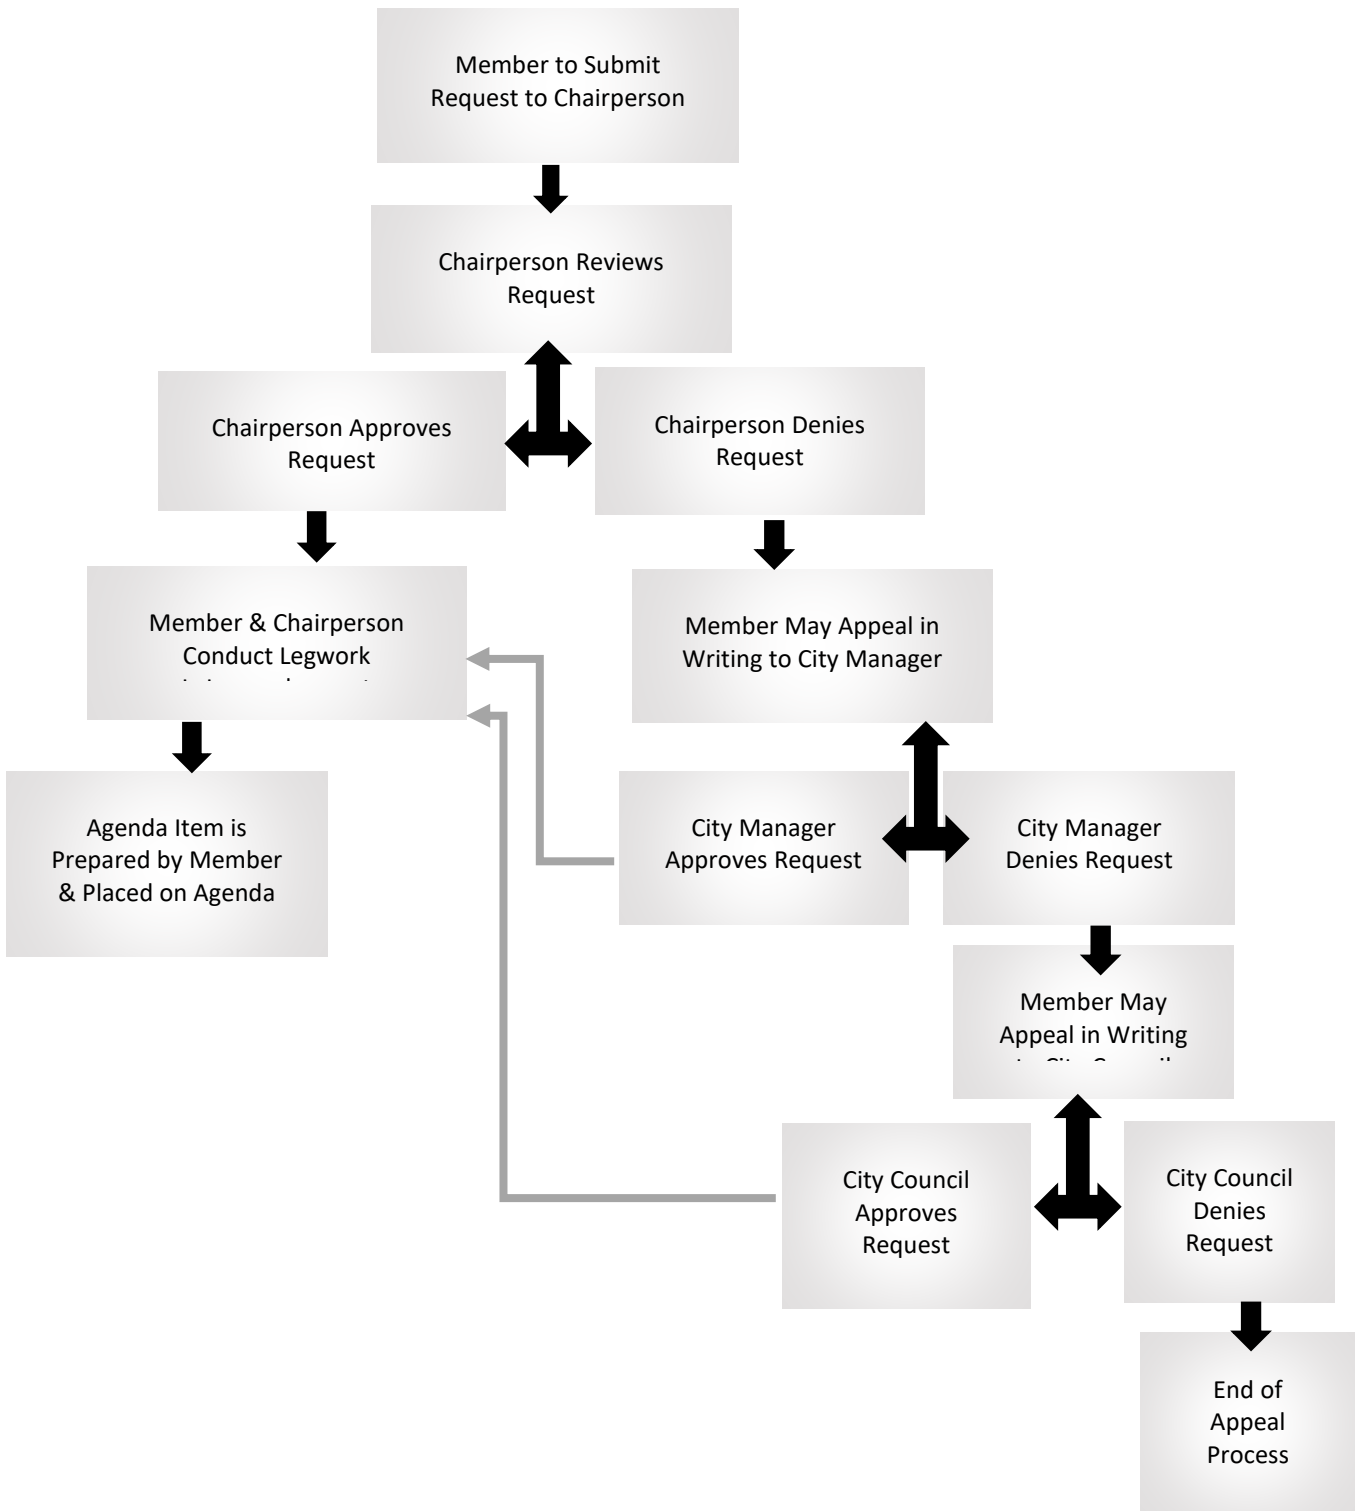 Member to Submit
Request to Chairperson
Chairperson Reviews
Request
Chairperson Approves
Request
Chairperson Denies
Request
Member & Chairperson
Conduct Legwork
Member May Appeal in
Writing to City Manager
Agenda Item is
Prepared by Member
& Placed on Agenda
City Manager
Approves Request
City Manager
Denies Request
Member May
Appeal in Writing
to City Council
City Council
Approves
Request
City Council
Denies
Request
End of
Appeal
Process